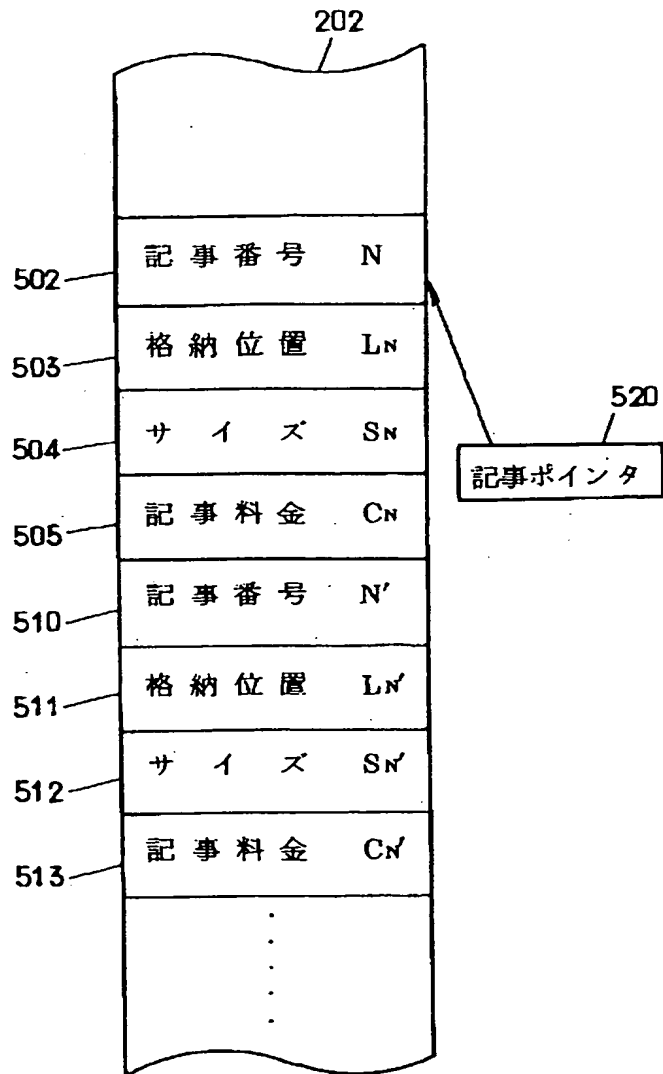 202
502 記事番号 N
503 格納位置 LN
520
504 サイズ SN
記事ポインタ
505 記事料金 CN
510 記事番号 N'
511 格納位置 LN'
512 サイズ SN'
513 記事料金 CN'